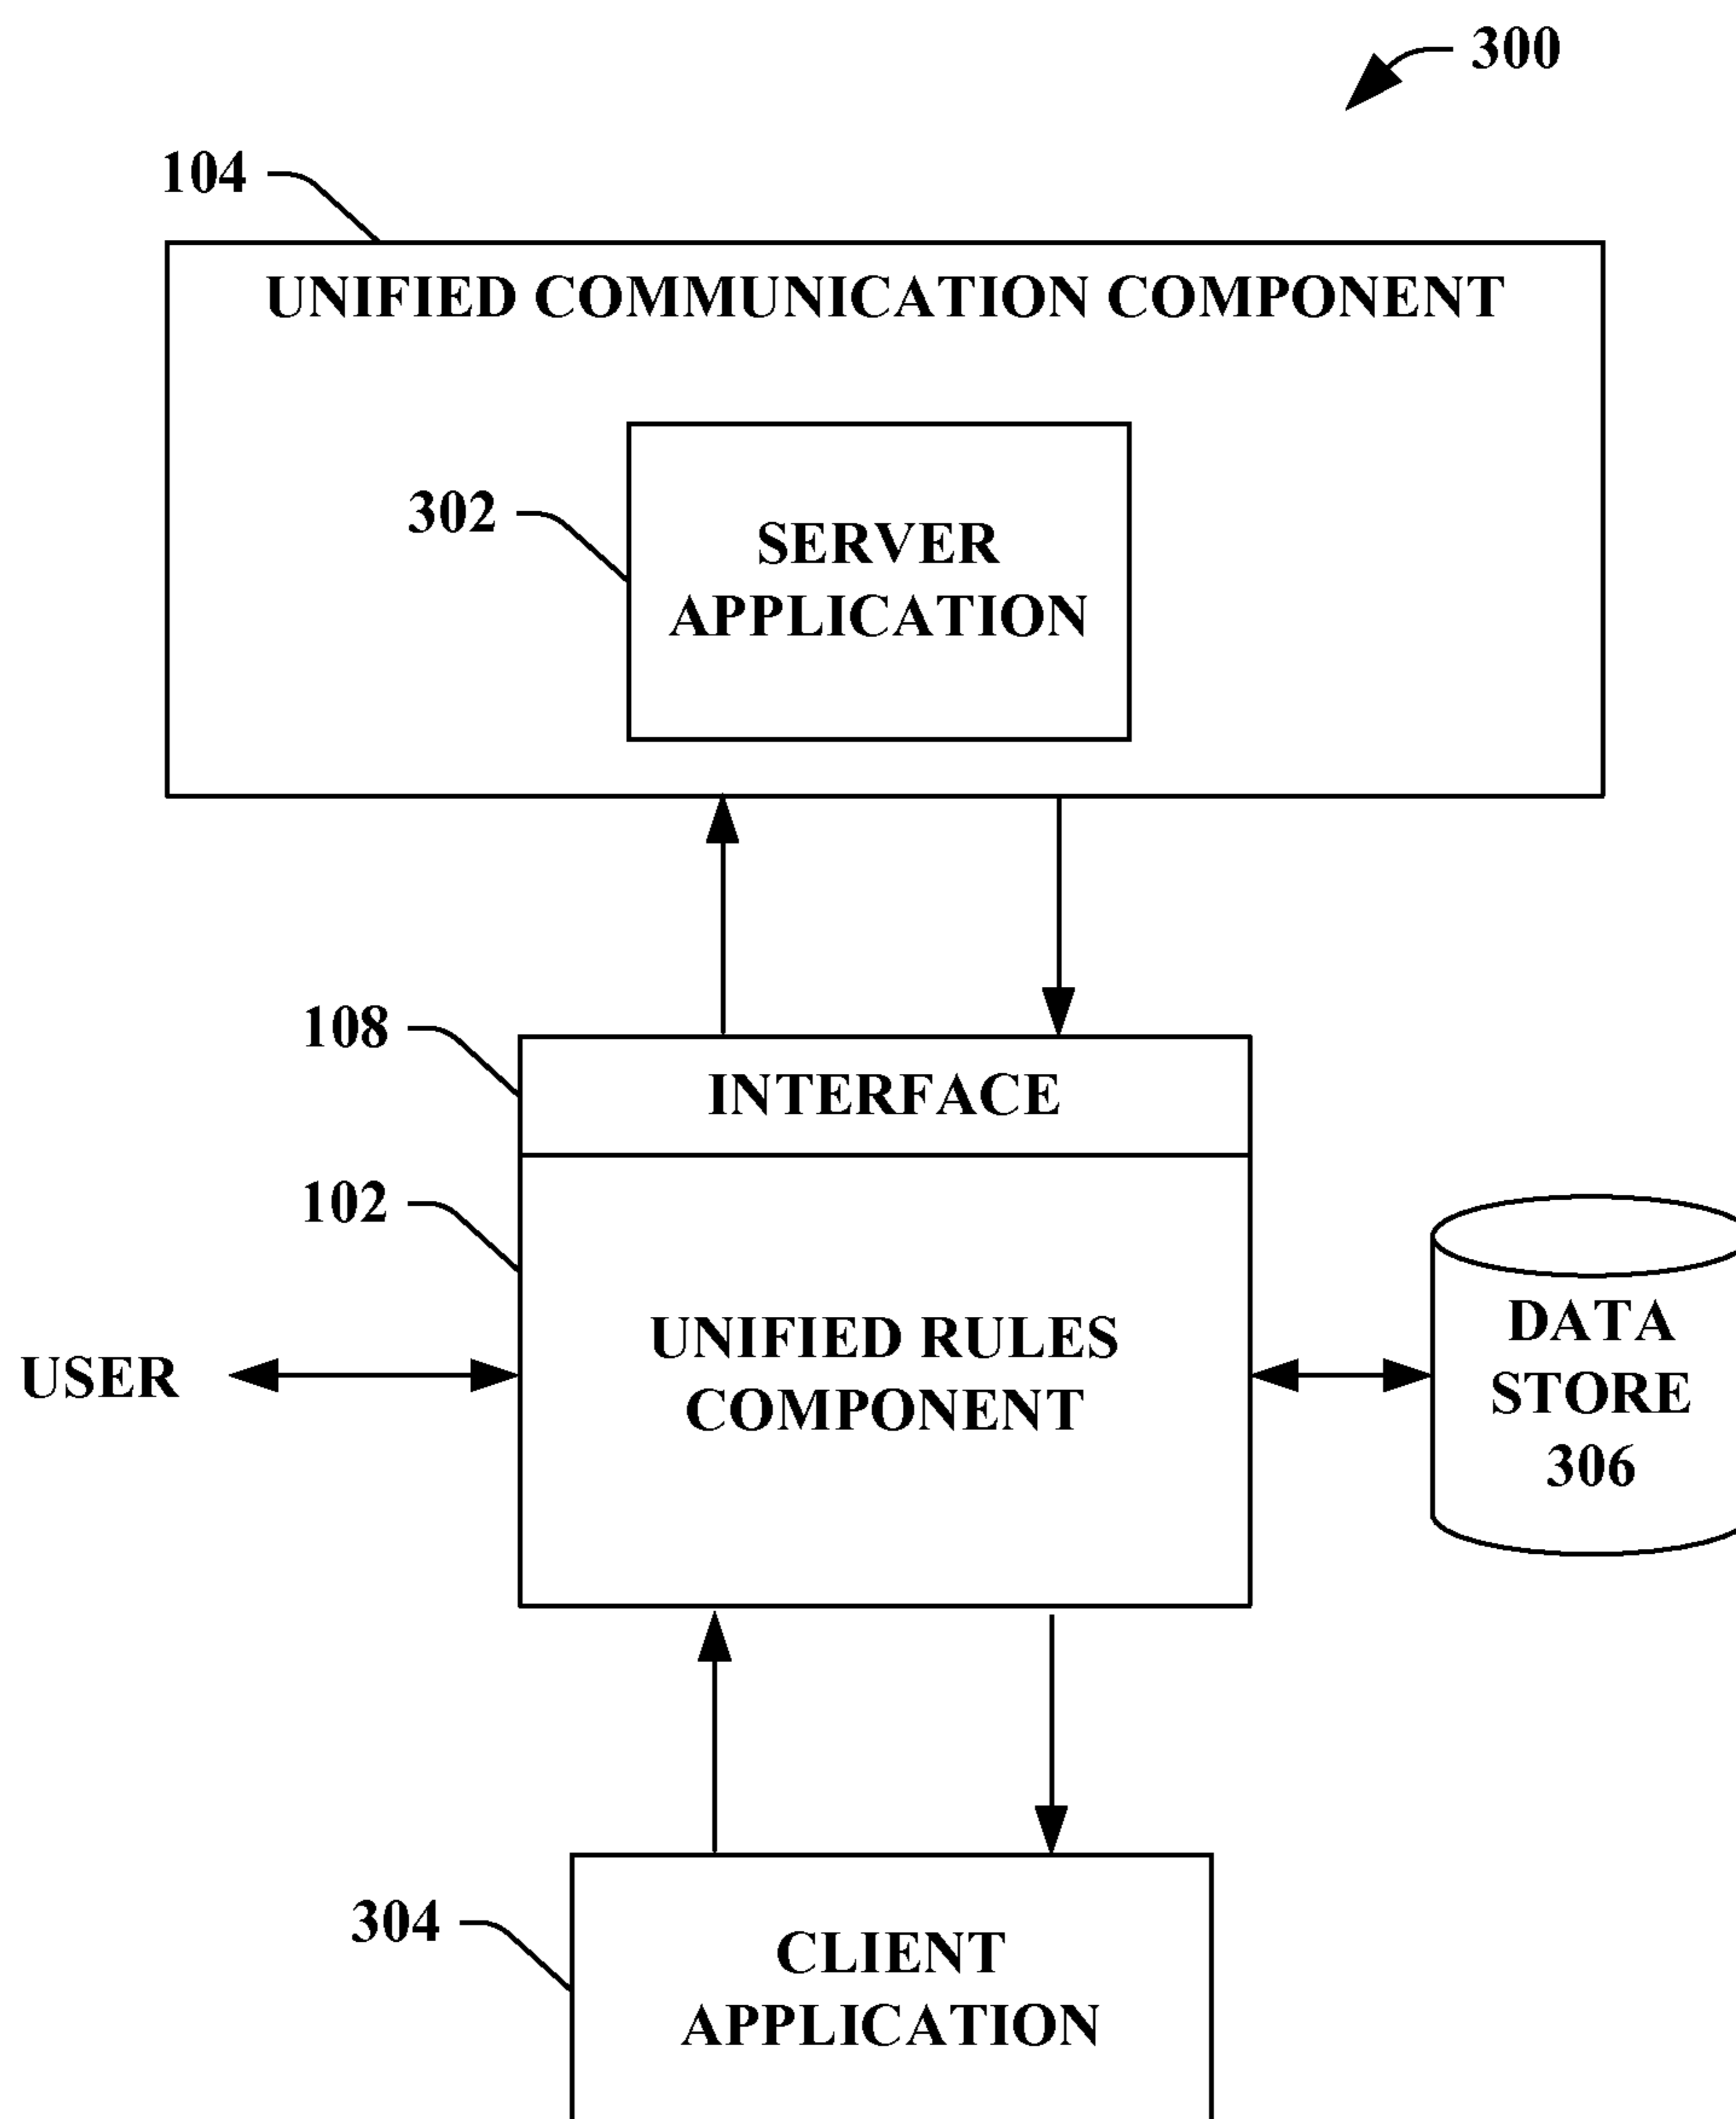 300
104
UNIFIED COMMUNICATION COMPONENT
302
SERVER
APPLICATION
108
INTERFACE
102
UNIFIED RULES
COMPONENT
USER
DATA
STORE
306
304
CLIENT
APPLICATION